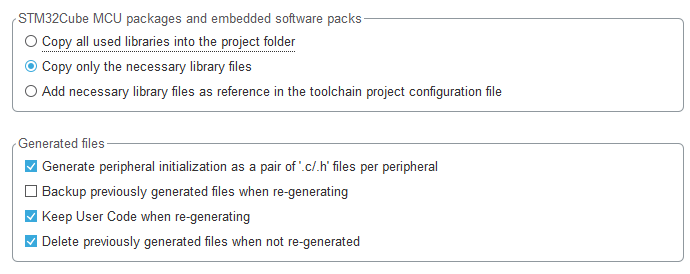 STM32Cube MCU packages and embedded software packs
Copy all used libraries into the project folder
Copy only the necessary library files
Add necessary library files as reference in the toolchain project configuration file
Generated files
Generate peripheral initialization as a pair of '.c/.h' files per peripheral
Backup previously generated files when re-generating
Keep User Code when re-generating
Delete previously generated files when not re-generated